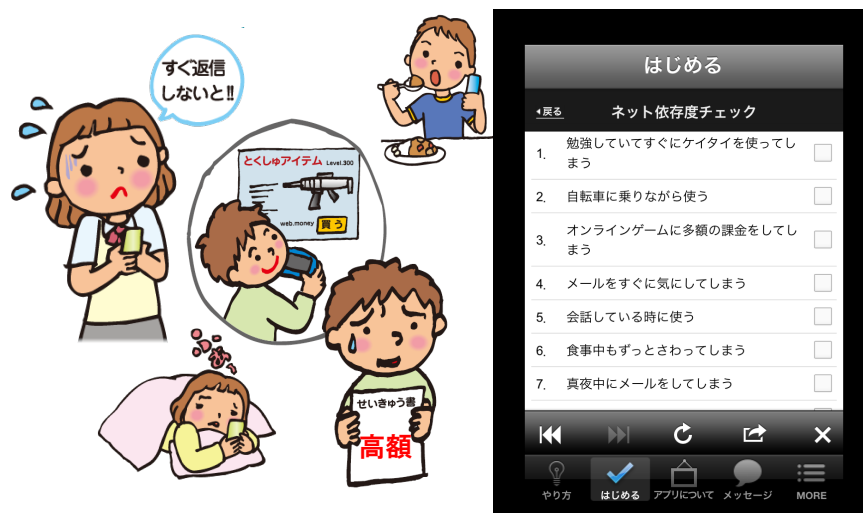 すぐ返信
しないと!!
とくしゅアイテム Level.300
web.money 買う
せいきゅう書
高額
はじめる
戻る ネット依存度チェック
1. 勉強していてすぐにケイタイを使ってし
まう
2. 自転車に乗りながら使う
3. オンラインゲームに多額の課金をしてし
まう
4. メールをすぐに気にしてしまう
5. 会話している時に使う
6. 食事中もずっとさわってしまう
7. 真夜中にメールをしてしまう
やり方 はじめる アプリについて メッセージ MORE